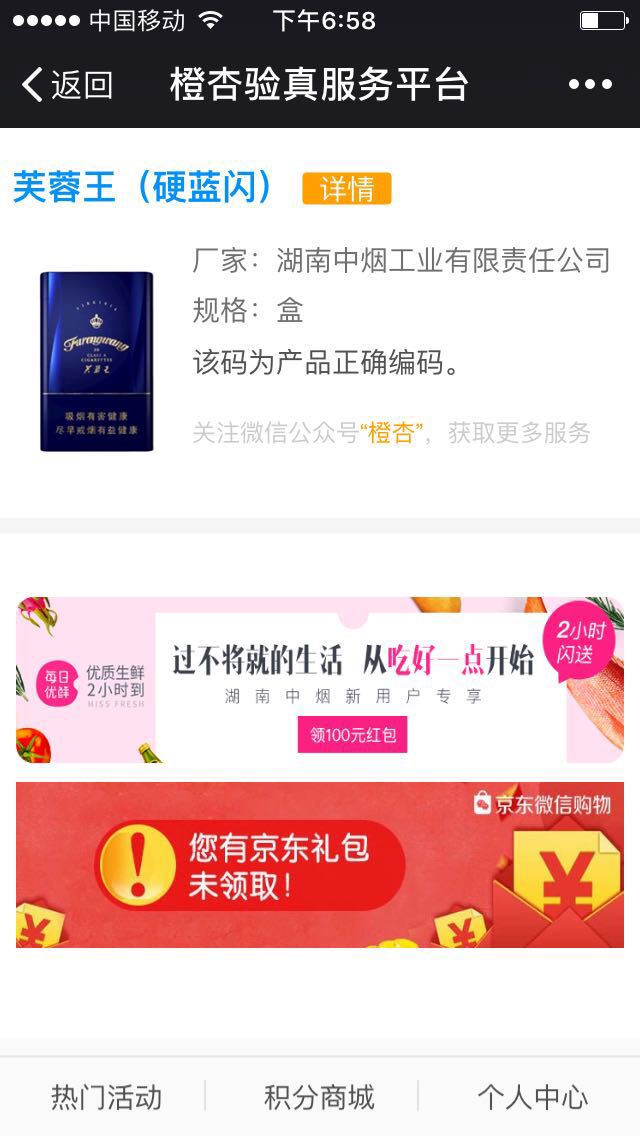 中国移动 下午6:58
返回 橙杏验真服务平台
芙蓉王（硬蓝闪） 详情
厂家：湖南中烟工业有限责任公司
规格：盒
该码为产品正确编码。
关注微信公众号“橙杏”，获取更多服务
VIRGINIA
Furongwang
20
CLASS A
CIGARETTES
芙蓉王
吸烟有害健康
尽早戒烟有益健康
每日
优鲜
优质生鲜
2小时到
MISS FRESH
过不将就的生活 从吃好一点开始
湖南中烟新用户专享
领100元红包
2小时
闪送
京东微信购物
您有京东礼包
未领取！
热门活动 积分商城 个人中心